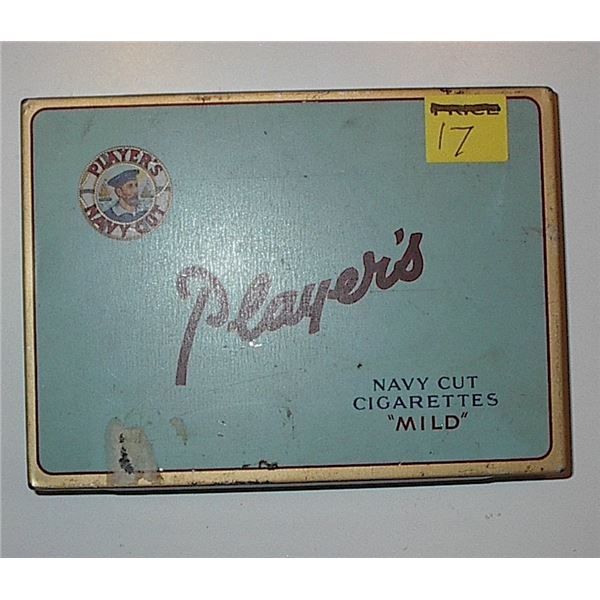 PRICE
17
PLAYER'S
NAVY CUT
Player's
NAVY CUT
CIGARETTES
"MILD"